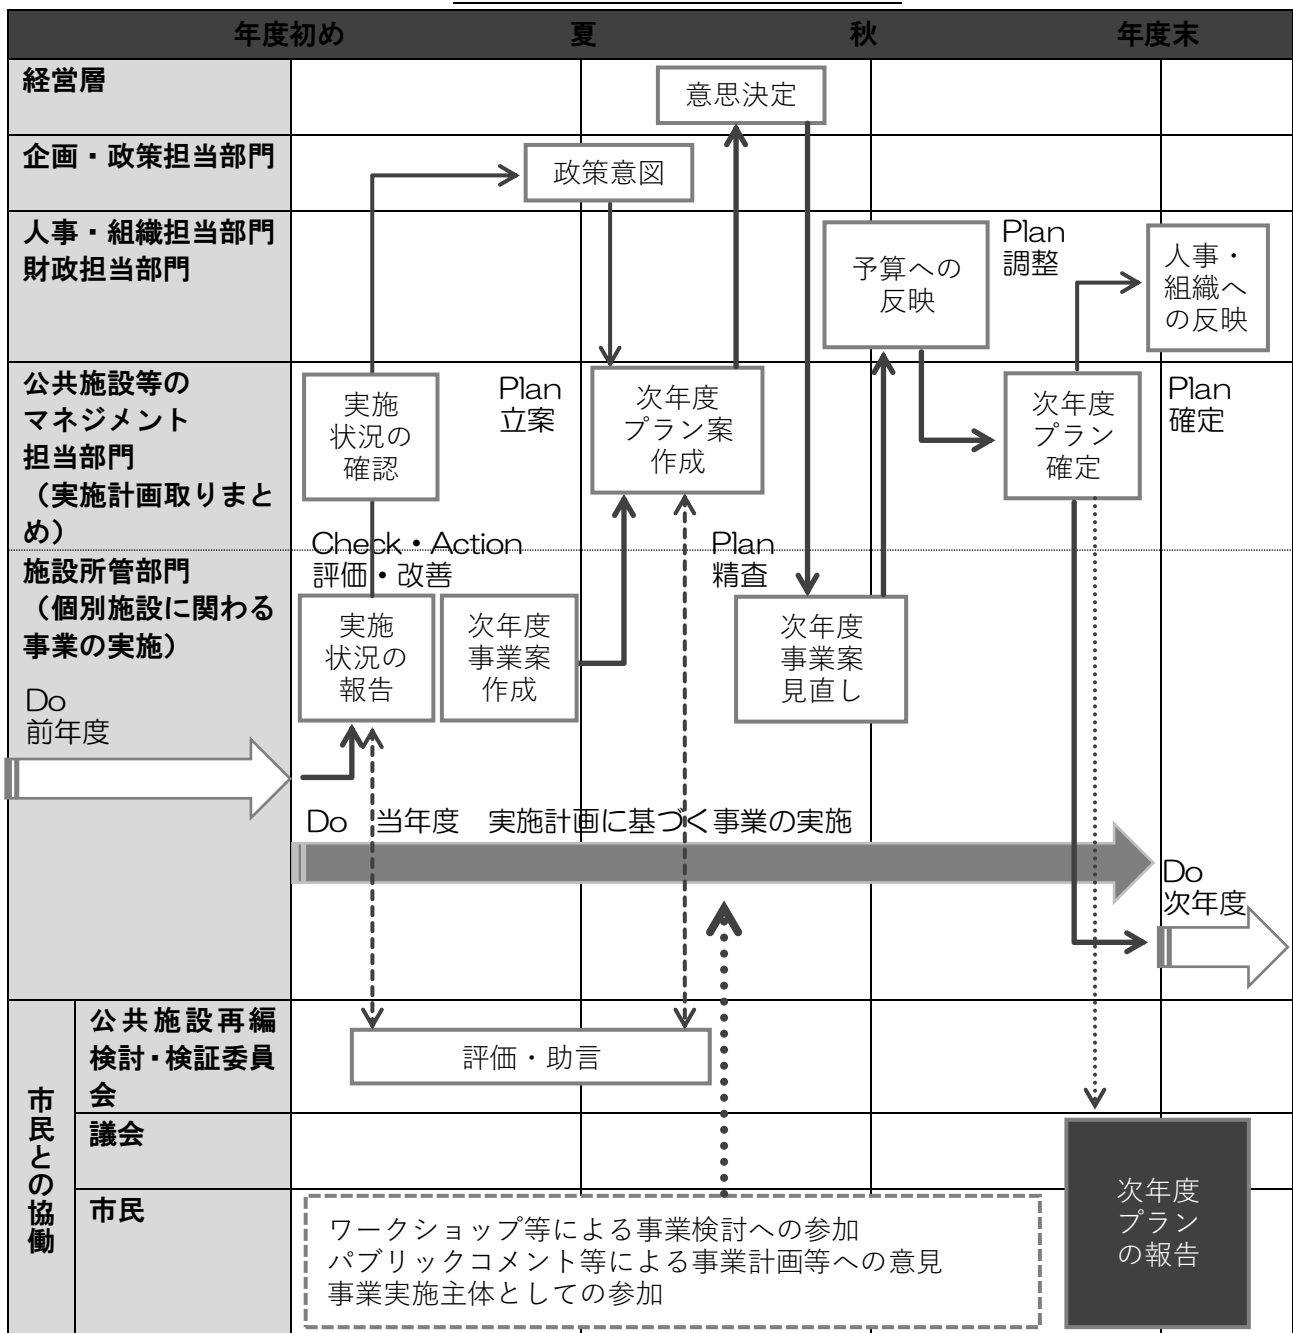 年度初め
夏
秋
年度末
経営層
意思決定
企画・政策担当部門
政策意図
人事・組織担当部門
財政担当部門
予算への
反映
Plan
調整
人事・
組織へ
の反映
公共施設等の
マネジメント
担当部門
（実施計画取りまと
め）
実施
状況の
確認
Plan
立案
次年度
プラン案
作成
次年度
プラン
確定
Plan
確定
Check・Action
評価・改善
Plan
精査
施設所管部門
（個別施設に関わる
事業の実施）
実施
状況の
報告
次年度
事業案
作成
次年度
事業案
見直し
Do
前年度
Do　当年度　実施計画に基づく事業の実施
Do
次年度
市民との協働
公共施設再編
検討・検証委員
会
評価・助言
議会
市民
ワークショップ等による事業検討への参加
パブリックコメント等による事業計画等への意見
事業実施主体としての参加
次年度
プラン
の報告